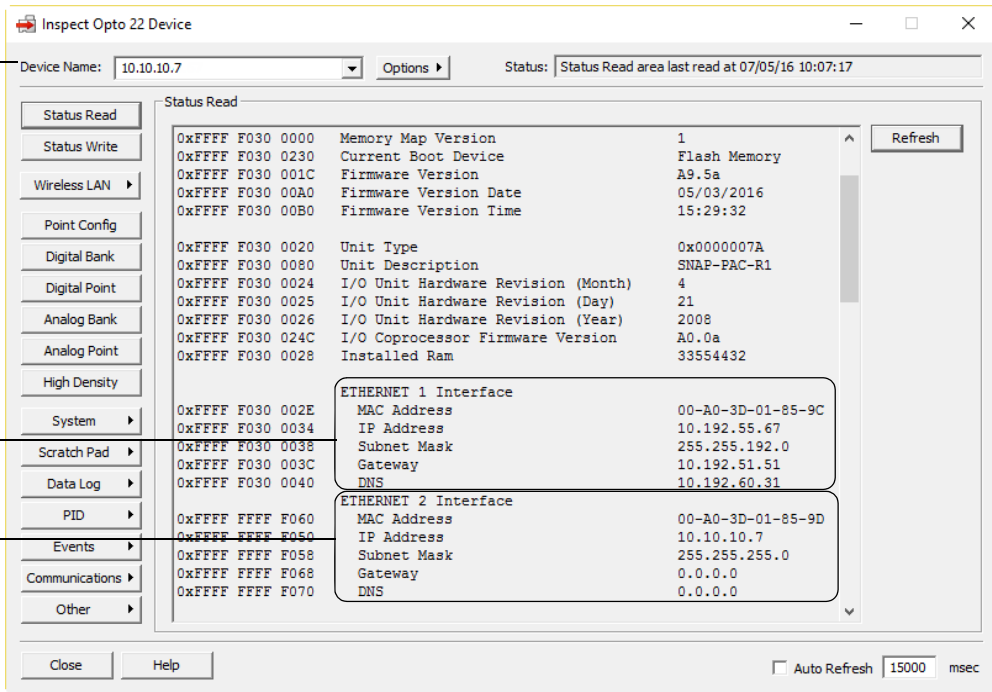 Inspect Opto 22 Device
Device Name: 10.10.10.7 Options Status: Status Read area last read at 07/05/16 10:07:17
Status Read
Status Write
Wireless LAN
Point Config
Digital Bank
Digital Point
Analog Bank
Analog Point
High Density
System
Scratch Pad
Data Log
PID
Events
Communications
Other
Status Read
0xFFFF F030 0000 Memory Map Version 1
0xFFFF F030 0230 Current Boot Device Flash Memory
0xFFFF F030 001C Firmware Version A9.5a
0xFFFF F030 00A0 Firmware Version Date 05/03/2016
0xFFFF F030 00B0 Firmware Version Time 15:29:32
0xFFFF F030 0020 Unit Type 0x0000007A
0xFFFF F030 0080 Unit Description SNAP-PAC-R1
0xFFFF F030 0024 I/O Unit Hardware Revision (Month) 4
0xFFFF F030 0025 I/O Unit Hardware Revision (Day) 21
0xFFFF F030 0026 I/O Unit Hardware Revision (Year) 2008
0xFFFF F030 024C I/O Coprocessor Firmware Version A0.0a
0xFFFF F030 0028 Installed Ram 33554432
ETHERNET 1 Interface
0xFFFF F030 002E MAC Address 00-A0-3D-01-85-9C
0xFFFF F030 0034 IP Address 10.192.55.67
0xFFFF F030 0038 Subnet Mask 255.255.192.0
0xFFFF F030 003C Gateway 10.192.51.51
0xFFFF F030 0040 DNS 10.192.60.31
ETHERNET 2 Interface
0xFFFF FFFF F060 MAC Address 00-A0-3D-01-85-9D
0xFFFF FFFF F050 IP Address 10.10.10.7
0xFFFF FFFF F058 Subnet Mask 255.255.255.0
0xFFFF FFFF F068 Gateway 0.0.0.0
0xFFFF FFFF F070 DNS 0.0.0.0
Refresh
Close Help Auto Refresh 15000 msec